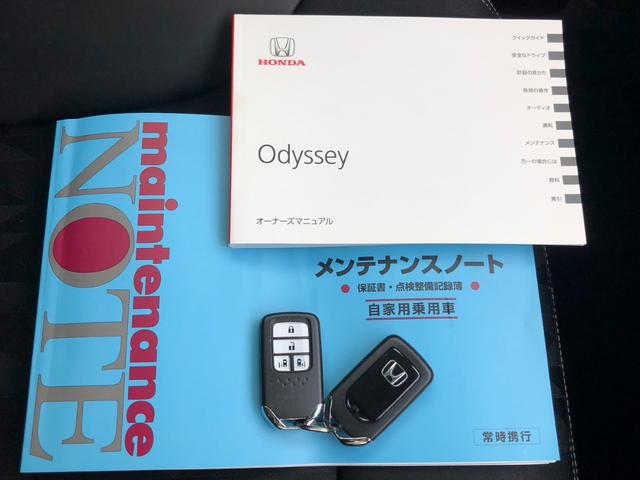 HONDA
Odyssey
オーナーズマニュアル
クイックガイド
安全なドライブ
計器の見かた
各部の操作
オーディオ
運転
メンテナンス
万一の場合には
資料
索引
maintenance
NOTE
メンテナンスノート
● 保証書・点検整備記録簿 ●
自家用乗用車
常時携行